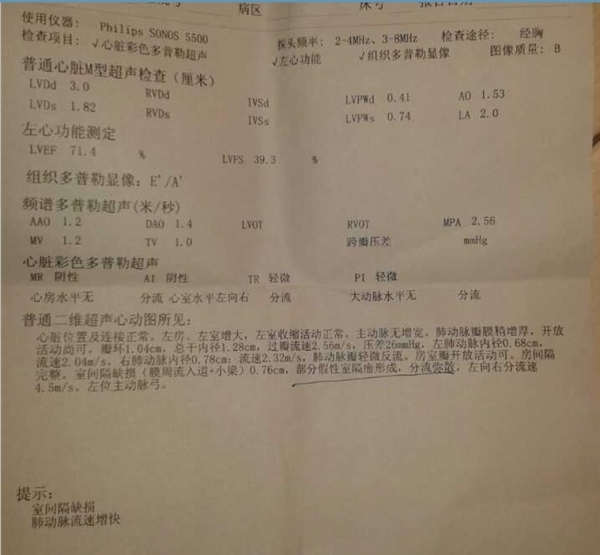 病区
使用仪器: Philips SONOS 5500
检查项目: √心脏彩色多普勒超声 探头频率: 2-4MHz、3-8MHz 检查途径: 经胸
√左心功能 √组织多普勒显像 图像质量: B
普通心脏M型超声检查（厘米）
LVDd 3.0 RVDd IVSd LVPWd 0.41 AO 1.53
LVDs 1.82 RVDs IVSs LVPWs 0.74 LA 2.0
左心功能测定
LVEF 71.4 % LVFS 39.3 %
组织多普勒显像: E'/A'
频谱多普勒超声(米/秒)
AAO 1.2 DAO 1.4 LVOT RVOT MPA 2.56
MV 1.2 TV 1.0 跨瓣压差 mmHg
心脏彩色多普勒超声
MR 阴性 AI 阴性 TR 轻微 PI 轻微
心房水平无 分流 心室水平左向右 分流 大动脉水平无 分流
普通二维超声心动图所见:
心脏位置及连接正常。左房、左室增大，左室收缩活动正常。主动脉无增宽。肺动脉瓣膜稍增厚，开放
活动尚可，瓣环1.04cm，总干内径1.28cm，过瓣流速2.56m/s，压差26mmHg，左肺动脉内径0.68cm，
流速2.04m/s，右肺动脉内径0.78cm；流速2.32m/s，肺动脉瓣轻微反流。房室瓣开放活动可。房间隔
完整。室间隔缺损（膜周流入道+小梁）0.76cm，部分假性室隔瘤形成，分流弥散，左向右分流速
4.5m/s。左位主动脉弓。
提示:
室间隔缺损
肺动脉流速增快